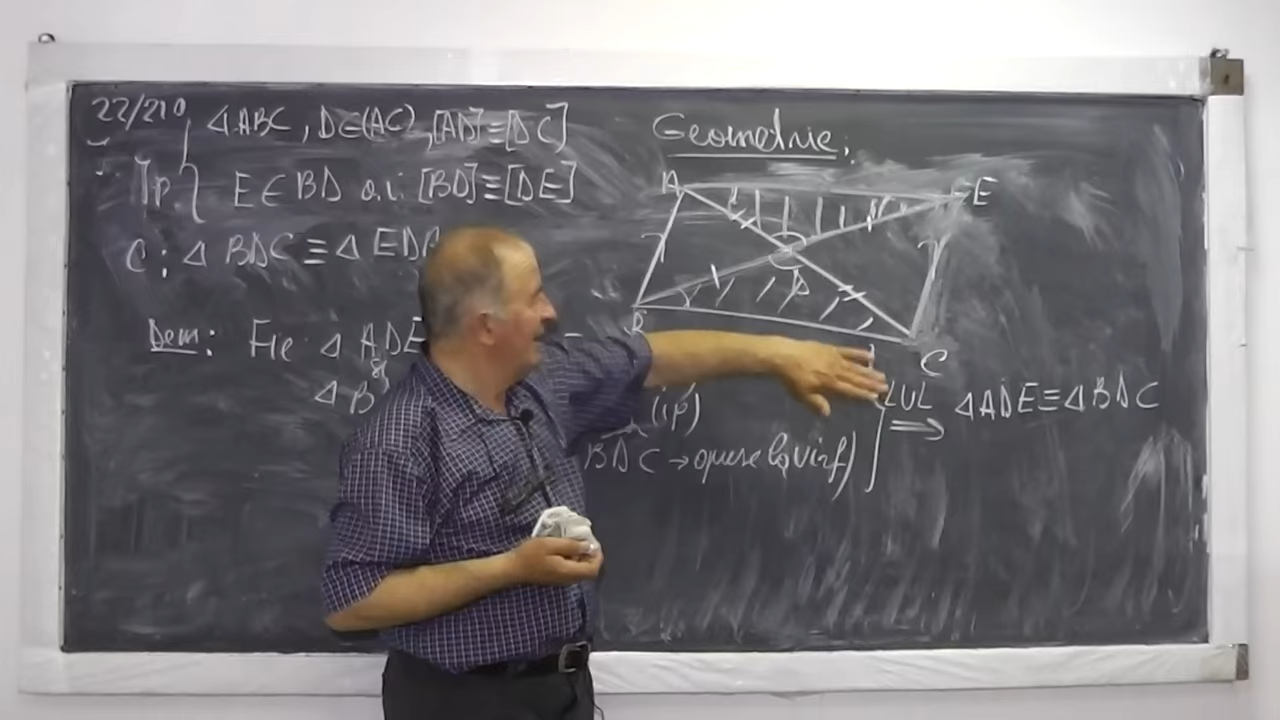 22/210
△ABC, D∈(AC), [AD]≡[DC]
Ip. E∈BD a.i. [BD]≡[DE]
C: △ BDC ≡ △ ED
Dem: Fie △ ADE
△ B
(ip)
BDC → opuse la vârf)
LUL ⇒ △ADE≡△BDC
Geometrie:
A
E
D
B
C